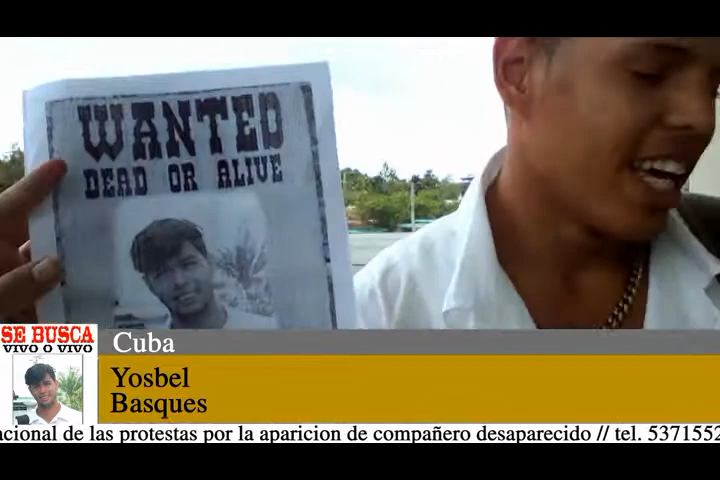 WANTED
DEAD OR ALIVE
SE BUSCA
VIVO O VIVO
Cuba
Yosbel
Basques
acional de las protestas por la aparicion de compañero desaparecido // tel. 5371552